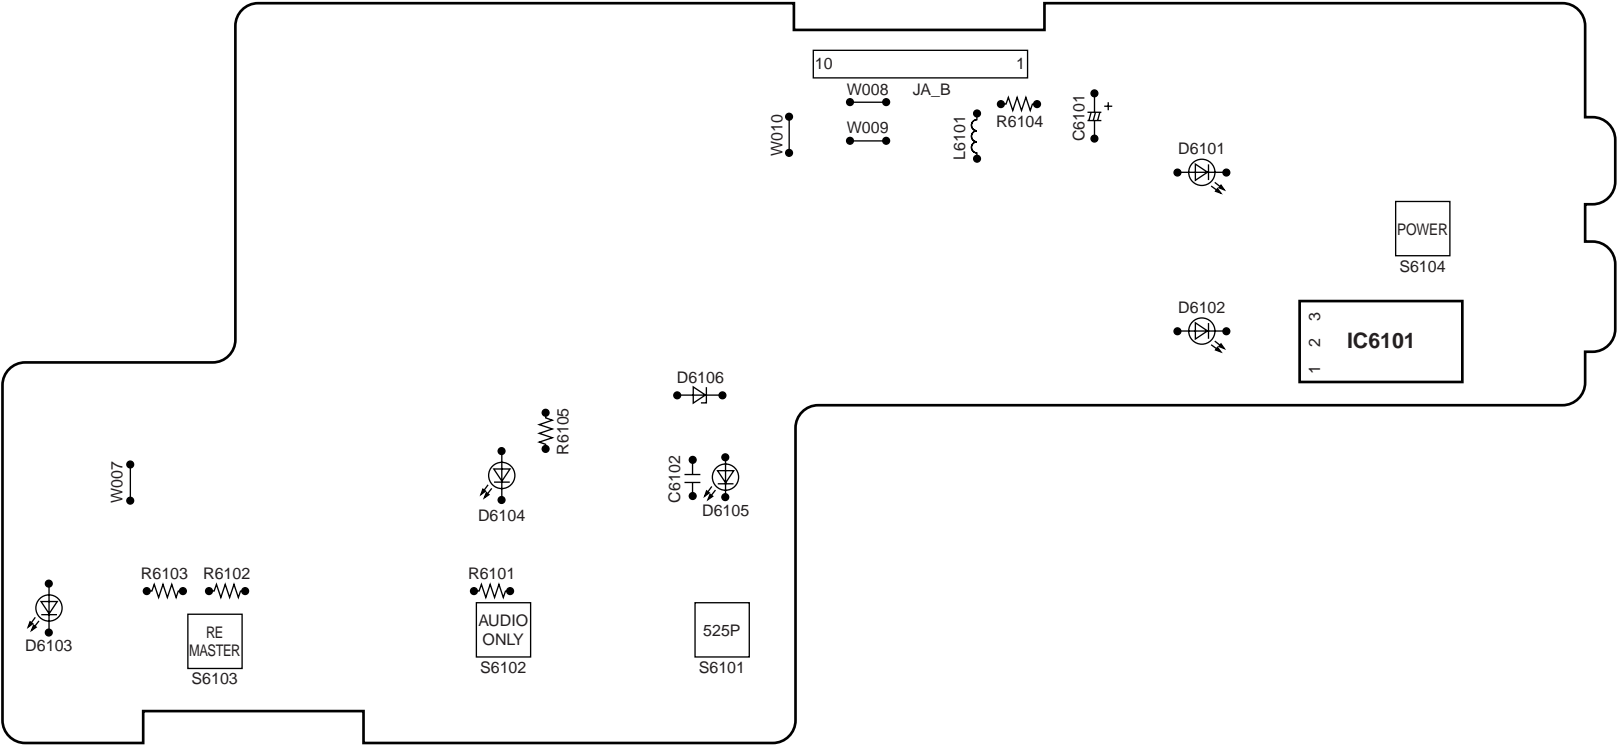 10 1
JA_B
W008
W009
W010
L6101
R6104
C6101
+
D6101
POWER
S6104
D6102
3
2
1
IC6101
D6106
R6105
W007
D6104
C6102
D6105
R6103 R6102
R6101
D6103
RE
MASTER
S6103
AUDIO
ONLY
S6102
525P
S6101